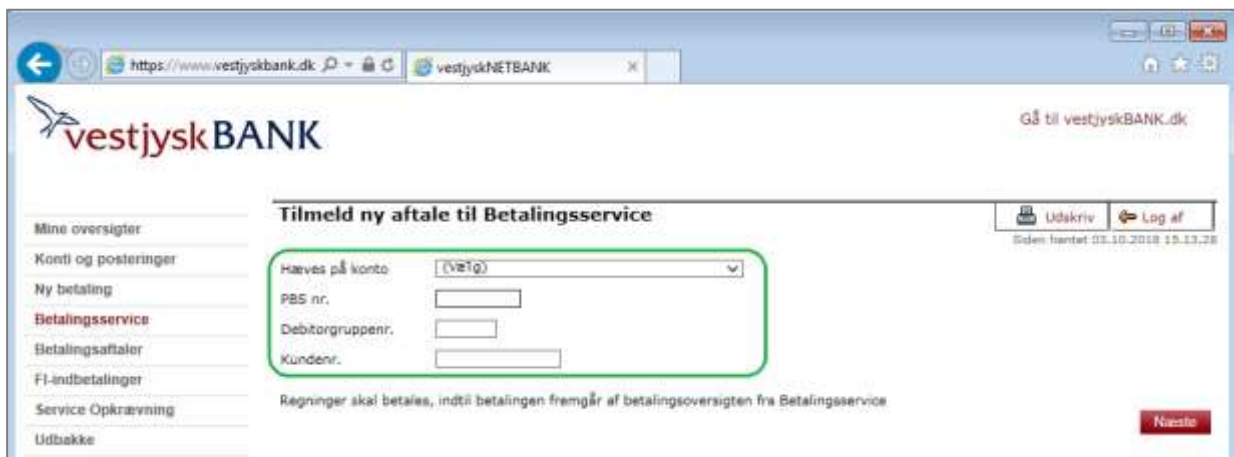 https://www.vestjyskbank.dk
vestjyskNETBANK
vestjyskBANK
Gå til vestjyskBANK.dk
Tilmeld ny aftale til Betalingsservice
Udskriv
Log af
Siden hentet 03.10.2018 15.13.28
Mine oversigter
Konti og posteringer
Ny betaling
Betalingsservice
Betalingsaftaler
FI-indbetalinger
Service Opkrævning
Udbakke
Hæves på konto
(Vælg)
PBS nr.
Debitorgruppenr.
Kundenr.
Regninger skal betales, indtil betalingen fremgår af betalingsoversigten fra Betalingsservice
Næste